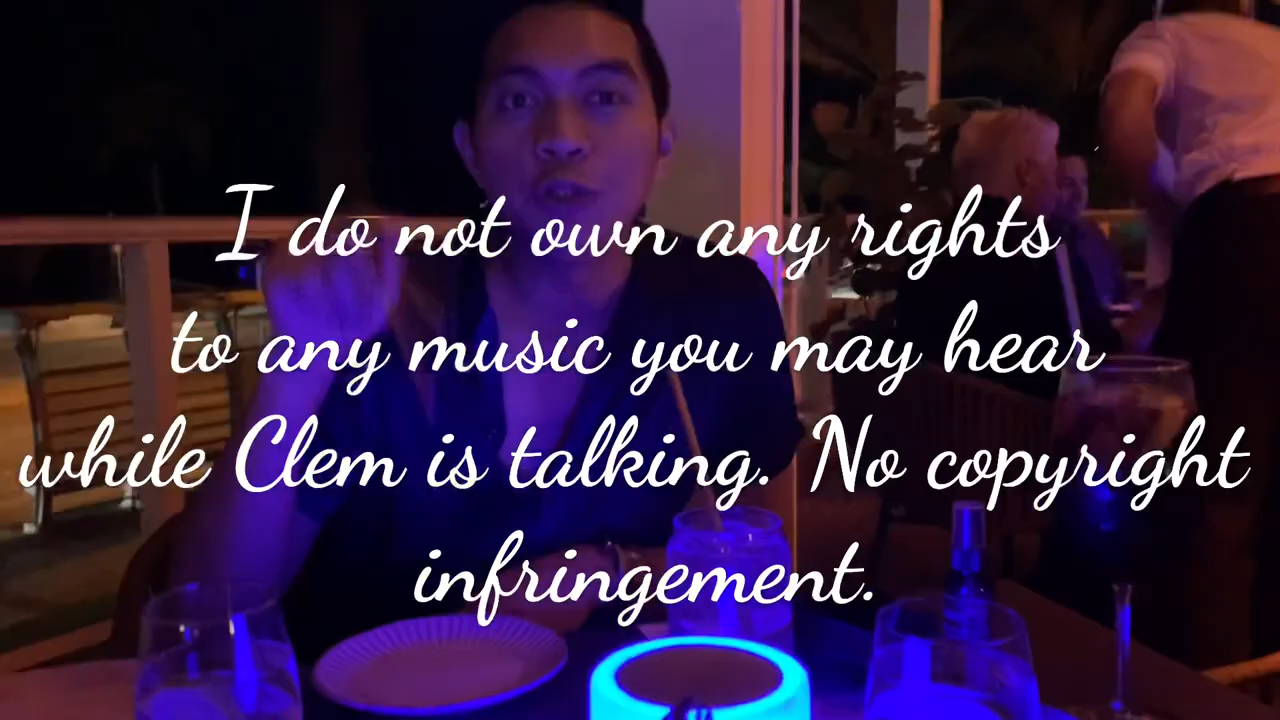 I do not own any rights
to any music you may hear
while Clem is talking. No copyright
infringement.